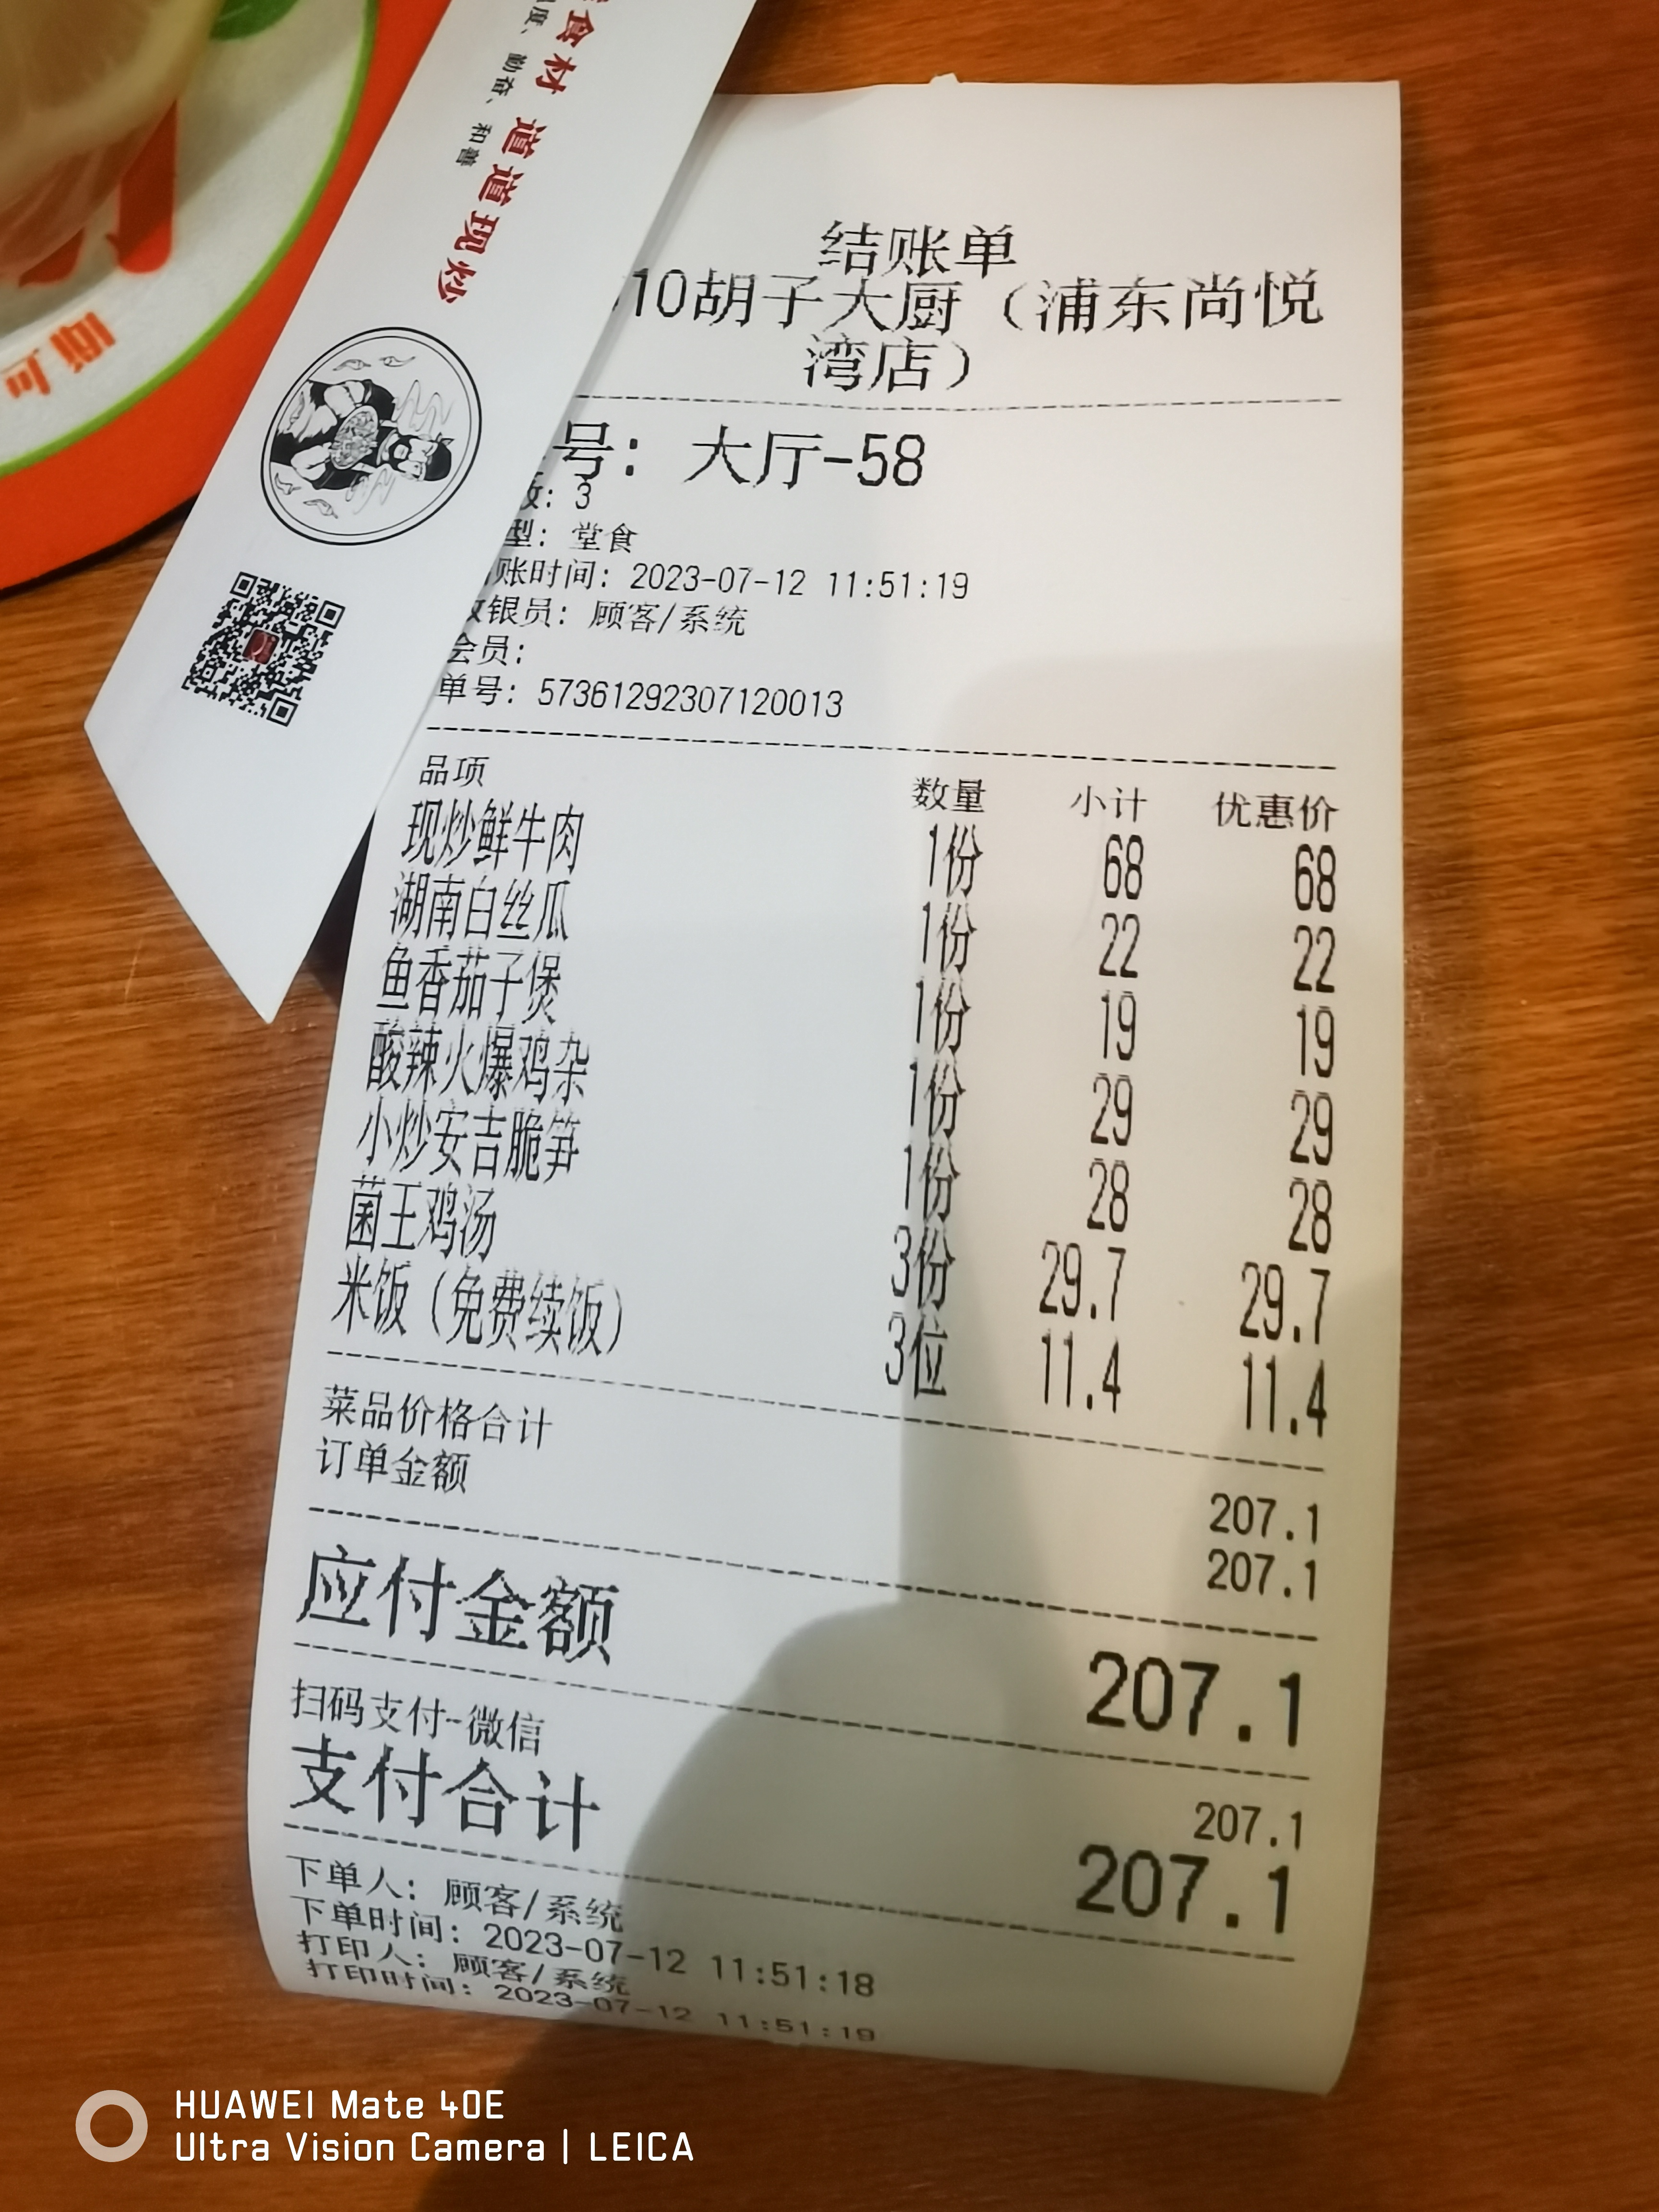 食材 道道现炒
度、勤奋、和善
结账单
10胡子大厨（浦东尚悦
湾店）
号：大厅-58
数：3
型：堂食
账时间：2023-07-12 11:51:19
收银员：顾客/系统
会员：
单号：57361292307120013
品项 数量 小计 优惠价
现炒鲜牛肉 1份 68 68
湖南白丝瓜 1份 22 22
鱼香茄子煲 1份 19 19
酸辣火爆鸡杂 1份 29 29
小炒安吉脆笋 1份 28 28
菌王鸡汤 3份 29.7 29.7
米饭（免费续饭） 3位 11.4 11.4
菜品价格合计 207.1
订单金额 207.1
应付金额 207.1
扫码支付-微信 207.1
支付合计 207.1
下单人：顾客/系统
下单时间：2023-07-12 11:51:18
打印人：顾客/系统
打印时间：2023-07-12 11:51:19
HUAWEI Mate 40E
Ultra Vision Camera | LEICA